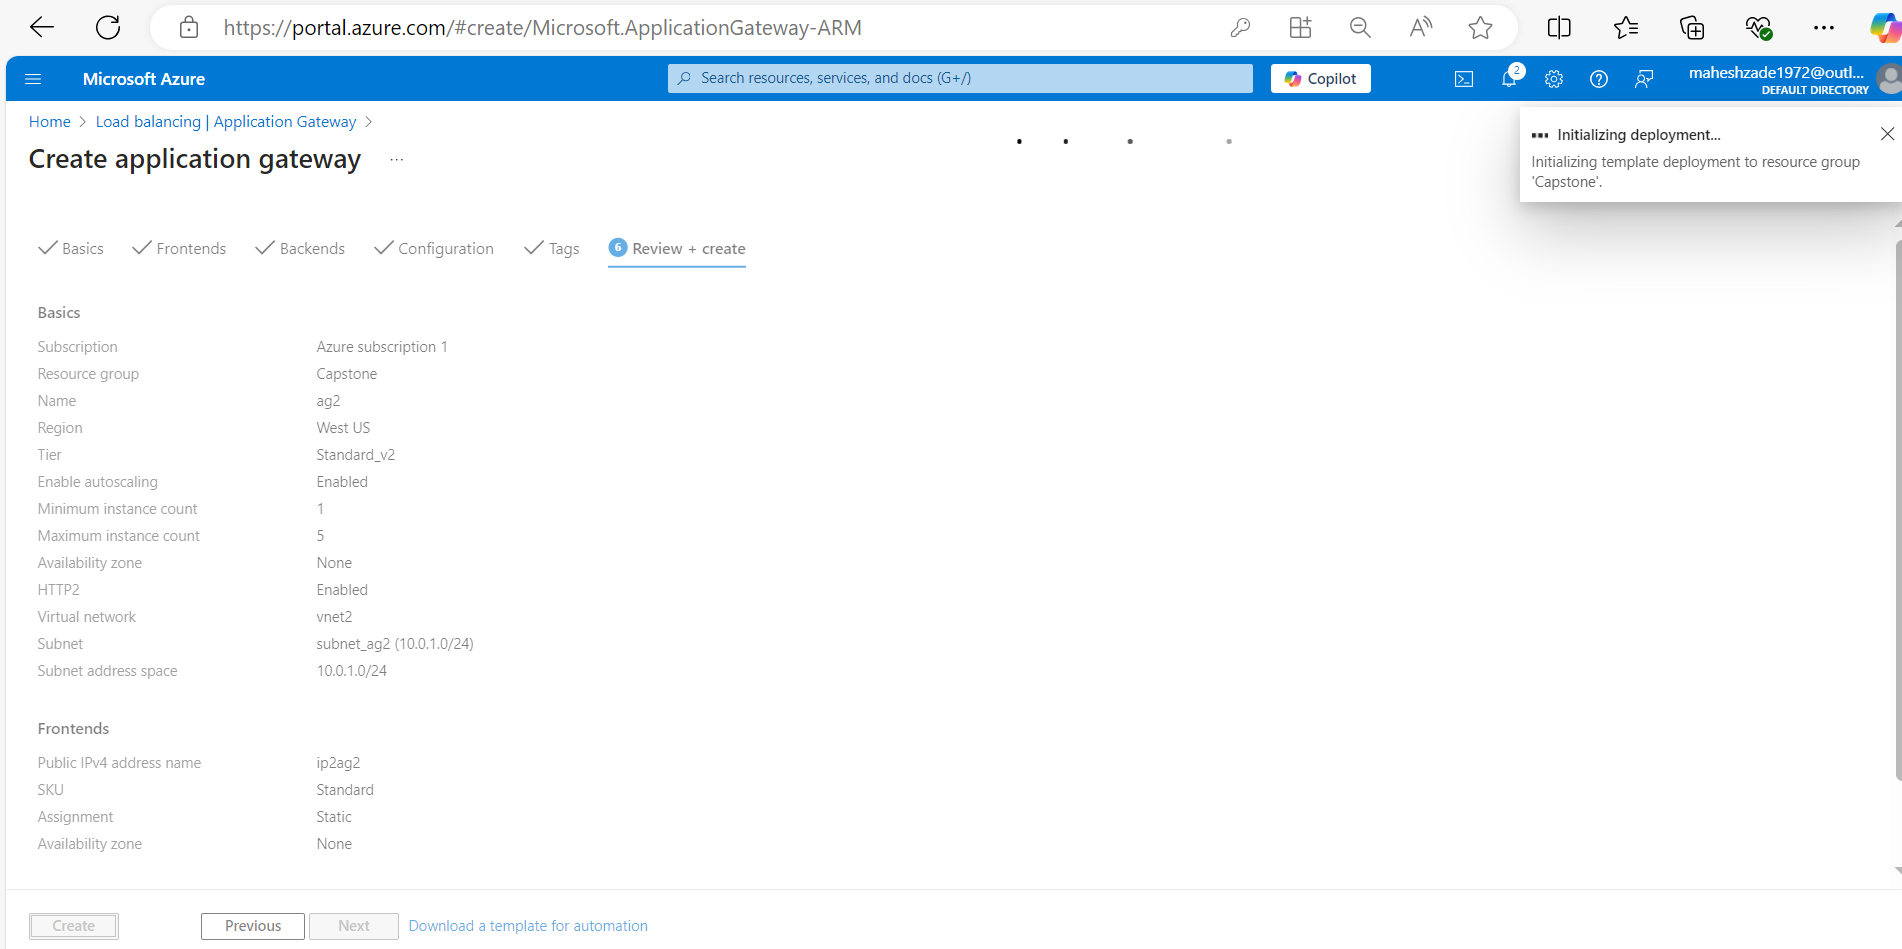 https://portal.azure.com/#create/Microsoft.ApplicationGateway-ARM
Microsoft Azure
Search resources, services, and docs (G+/)
Copilot
2
maheshzade1972@outl...
DEFAULT DIRECTORY
Home > Load balancing | Application Gateway >
Create application gateway ...
Initializing deployment...
Initializing template deployment to resource group
'Capstone'.
Basics Frontends Backends Configuration Tags 6 Review + create
Basics
Subscription Azure subscription 1
Resource group Capstone
Name ag2
Region West US
Tier Standard_v2
Enable autoscaling Enabled
Minimum instance count 1
Maximum instance count 5
Availability zone None
HTTP2 Enabled
Virtual network vnet2
Subnet subnet_ag2 (10.0.1.0/24)
Subnet address space 10.0.1.0/24
Frontends
Public IPv4 address name ip2ag2
SKU Standard
Assignment Static
Availability zone None
Create Previous Next Download a template for automation